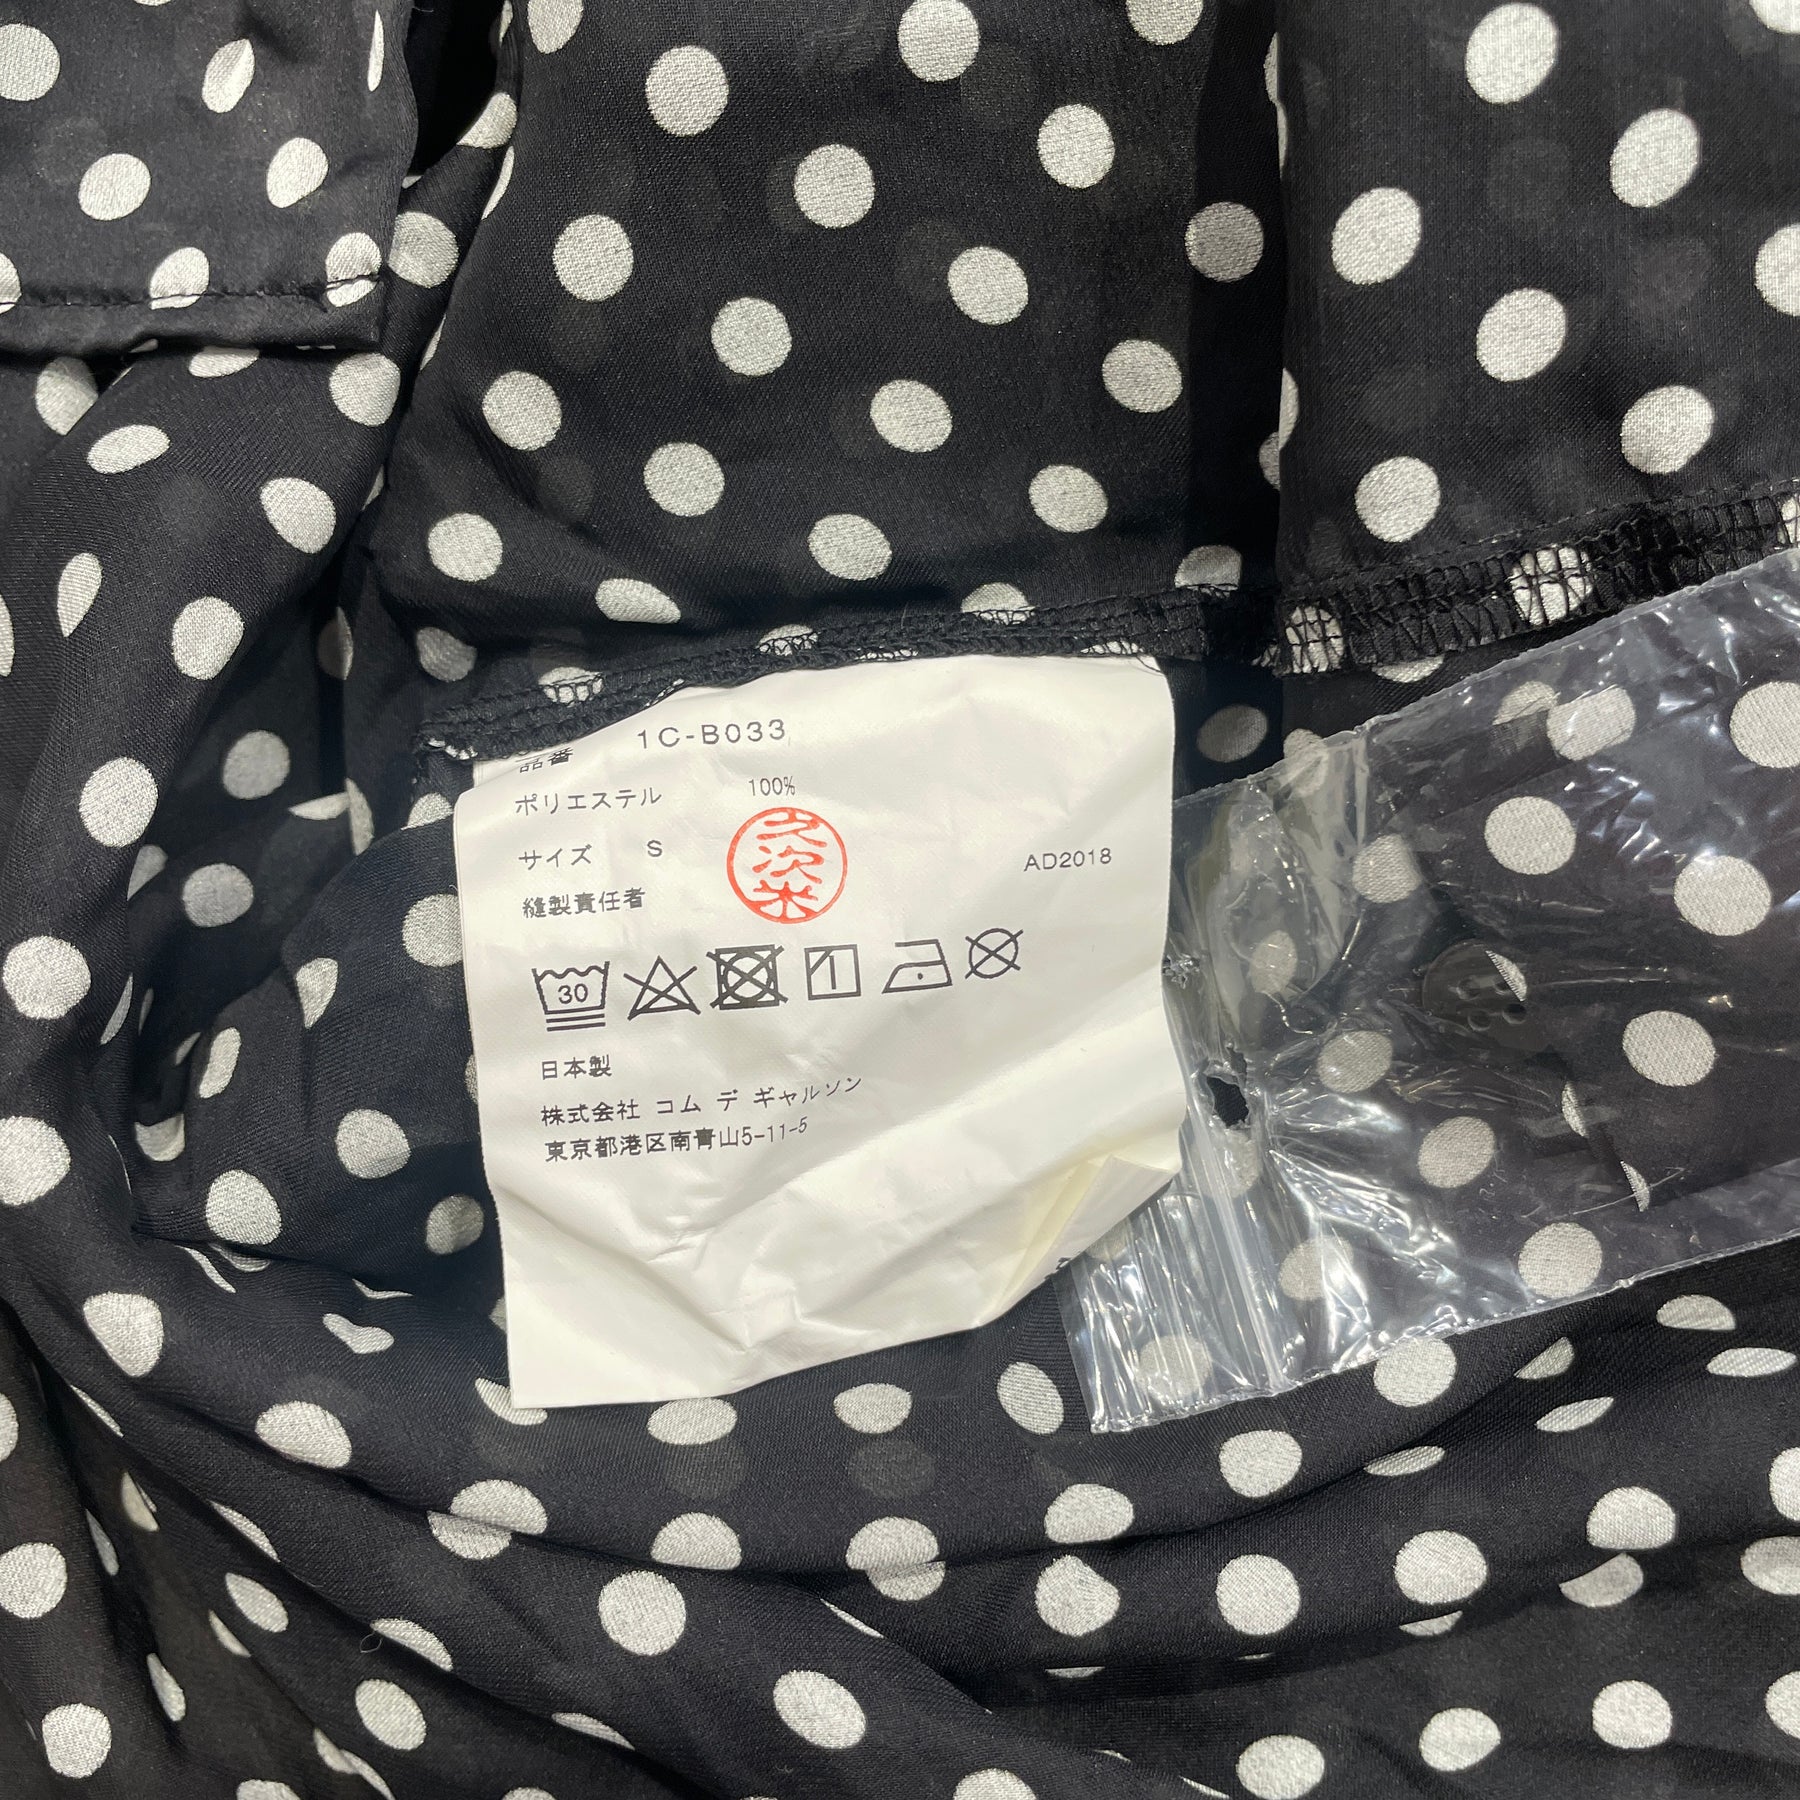 品番 1C-B033
ポリエステル 100%
サイズ S
AD2018
縫製責任者
30
1
日本製
株式会社 コム デ ギャルソン
東京都港区南青山5-11-5